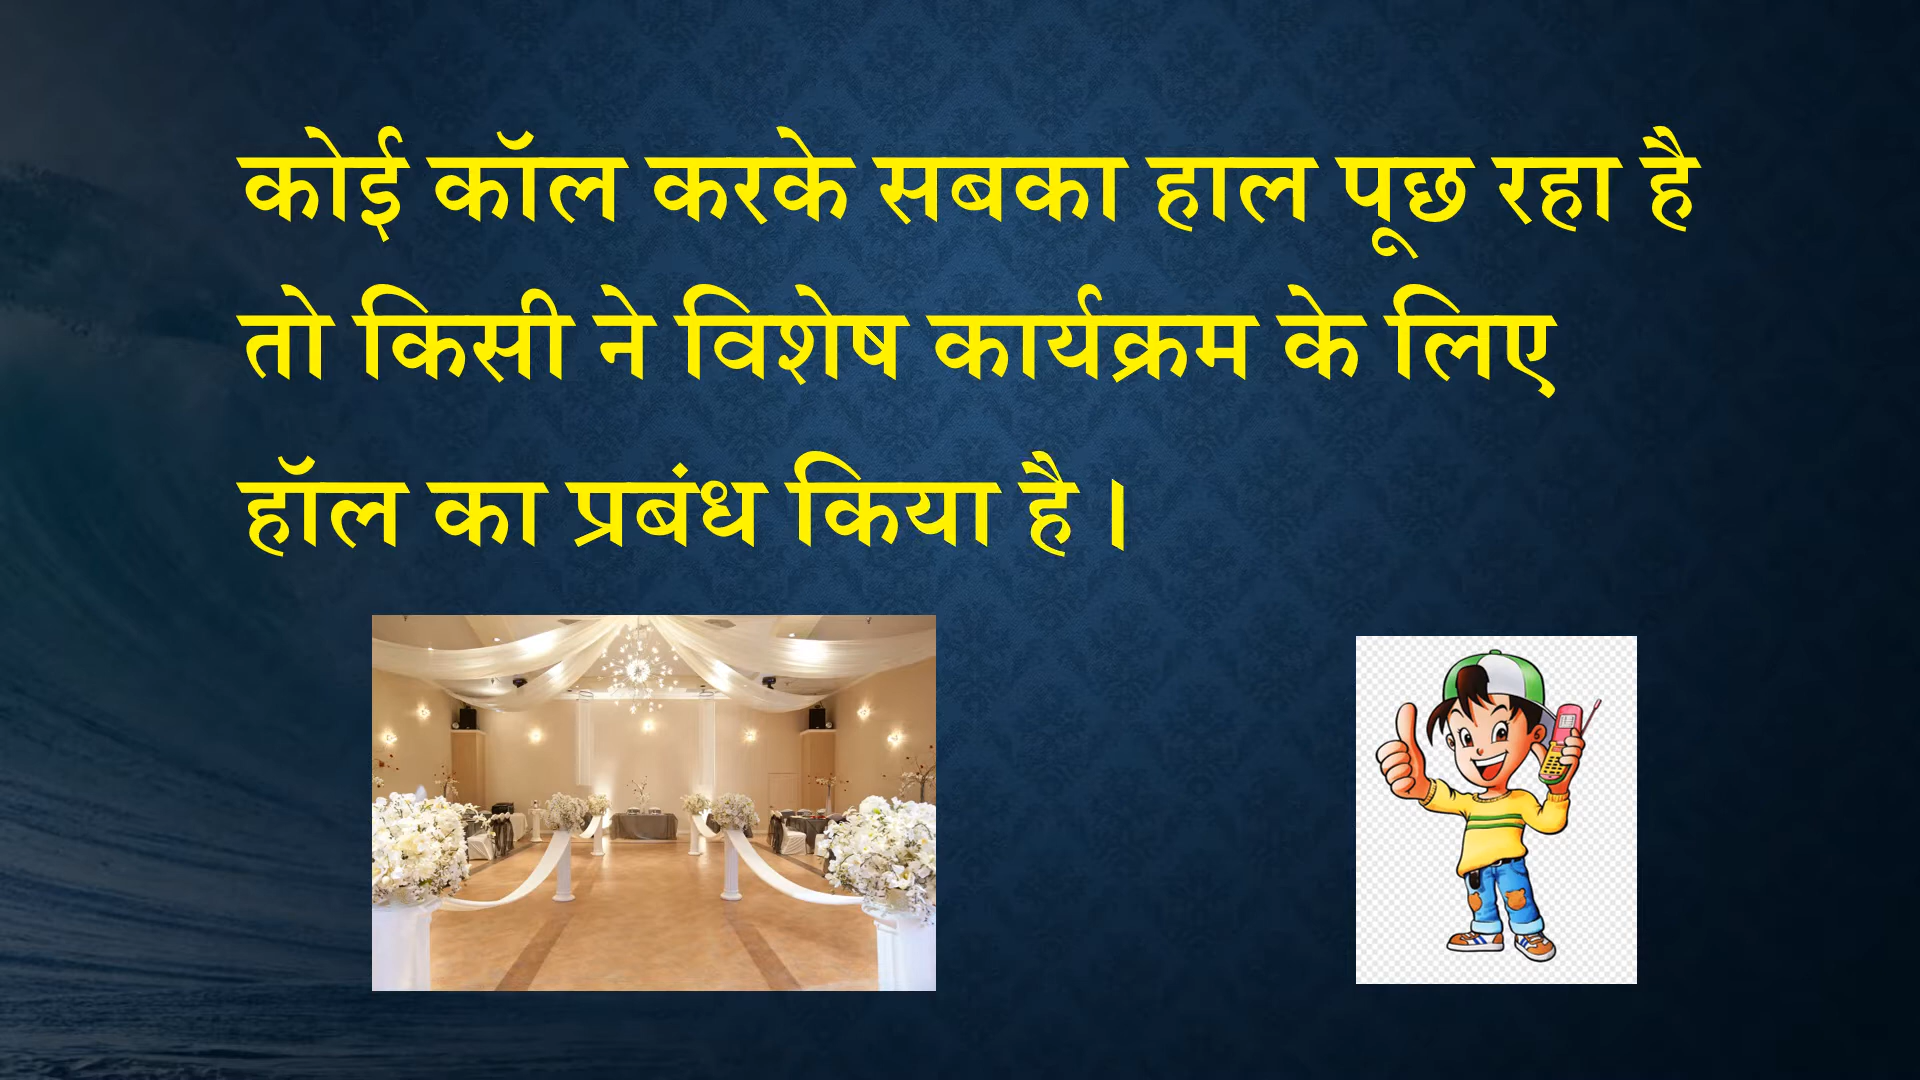 कोई कॉल करके सबका हाल पूछ रहा है
तो किसी ने विशेष कार्यक्रम के लिए
हॉल का प्रबंध किया है ।